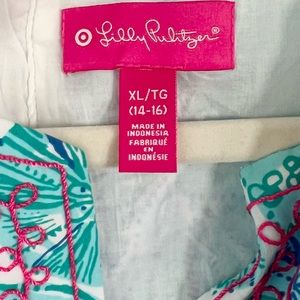 Lilly Pulitzer®
XL/TG
(14-16)
MADE IN
INDONESIA
FABRIQUÉ
EN
INDONÉSIE